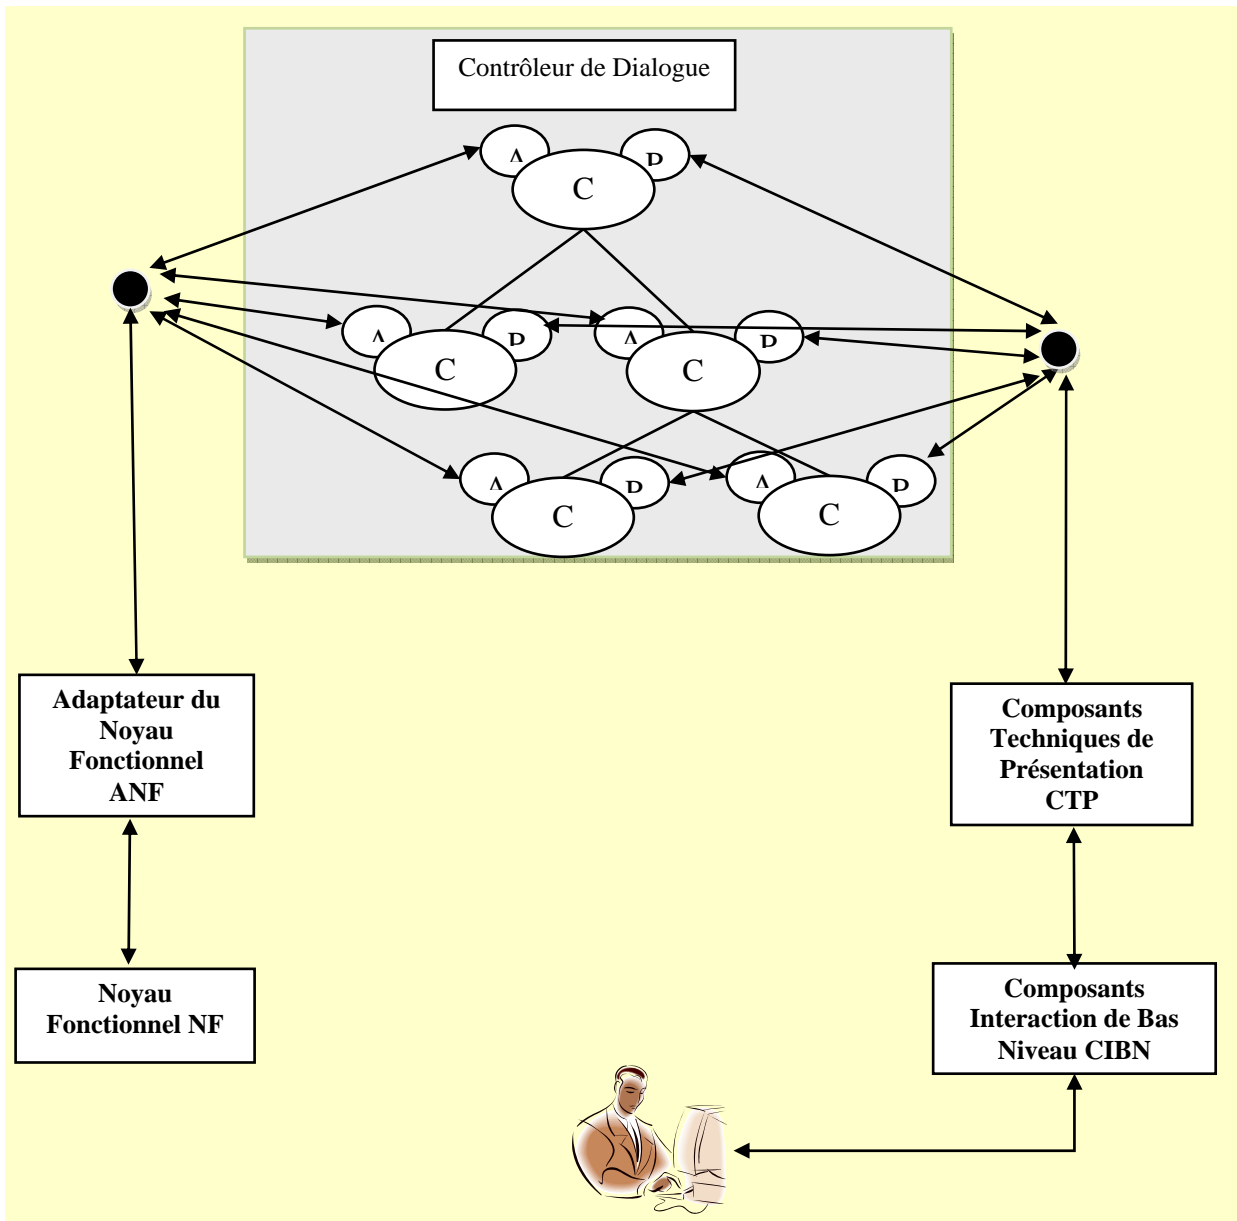 Contrôleur de Dialogue
A P
C
A P A P
C C
A P A P
C C
Adaptateur du
Noyau
Fonctionnel
ANF
Composants
Techniques de
Présentation
CTP
Noyau
Fonctionnel NF
Composants
Interaction de Bas
Niveau CIBN